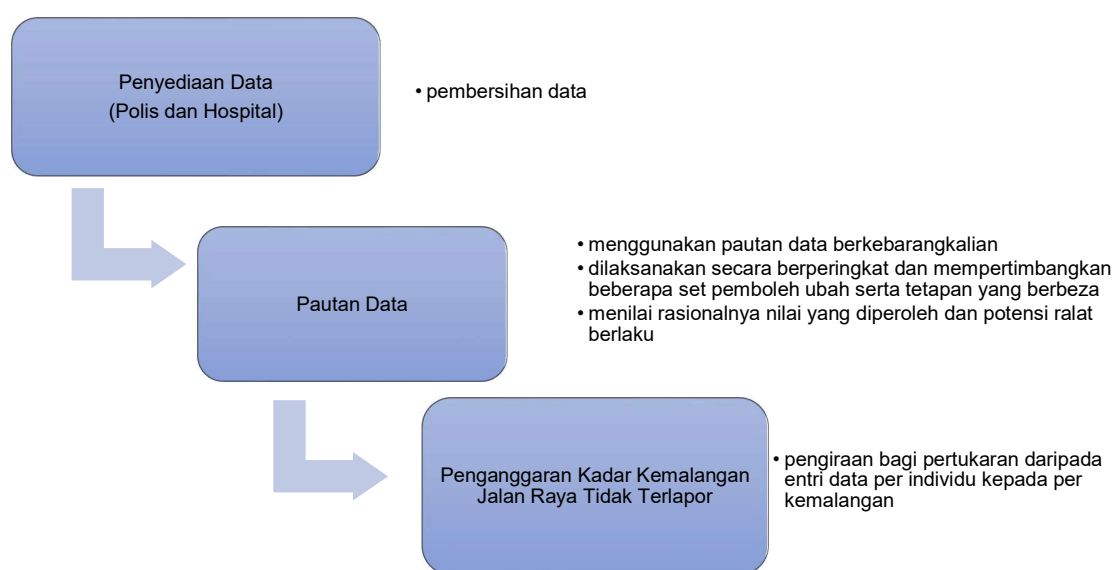 Penyediaan Data
(Polis dan Hospital)
• pembersihan data
Pautan Data
• menggunakan pautan data berkebarangkalian
• dilaksanakan secara berperingkat dan mempertimbangkan
beberapa set pemboleh ubah serta tetapan yang berbeza
• menilai rasionalnya nilai yang diperoleh dan potensi ralat
berlaku
Penganggaran Kadar Kemalangan
Jalan Raya Tidak Terlapor
• pengiraan bagi pertukaran daripada
entri data per individu kepada per
kemalangan